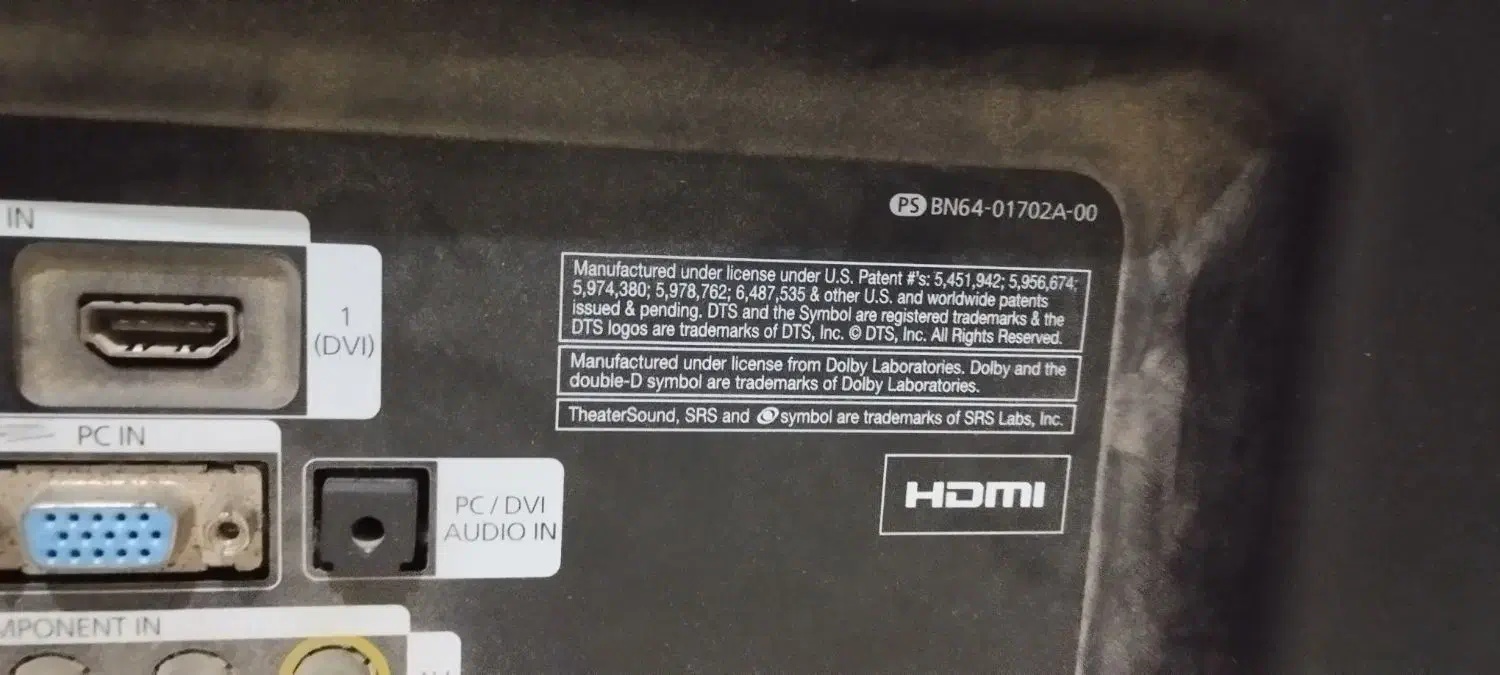 IN
PS BN64-01702A-00
1
(DVI)
Manufactured under license under U.S. Patent #'s: 5,451,942; 5,956,674;
5,974,380; 5,978,762; 6,487,535 & other U.S. and worldwide patents
issued & pending. DTS and the Symbol are registered trademarks & the
DTS logos are trademarks of DTS, Inc. © DTS, Inc. All Rights Reserved.
Manufactured under license from Dolby Laboratories. Dolby and the
double-D symbol are trademarks of Dolby Laboratories.
TheaterSound, SRS and symbol are trademarks of SRS Labs, Inc.
PC IN
PC / DVI
AUDIO IN
HDMI
MPONENT IN